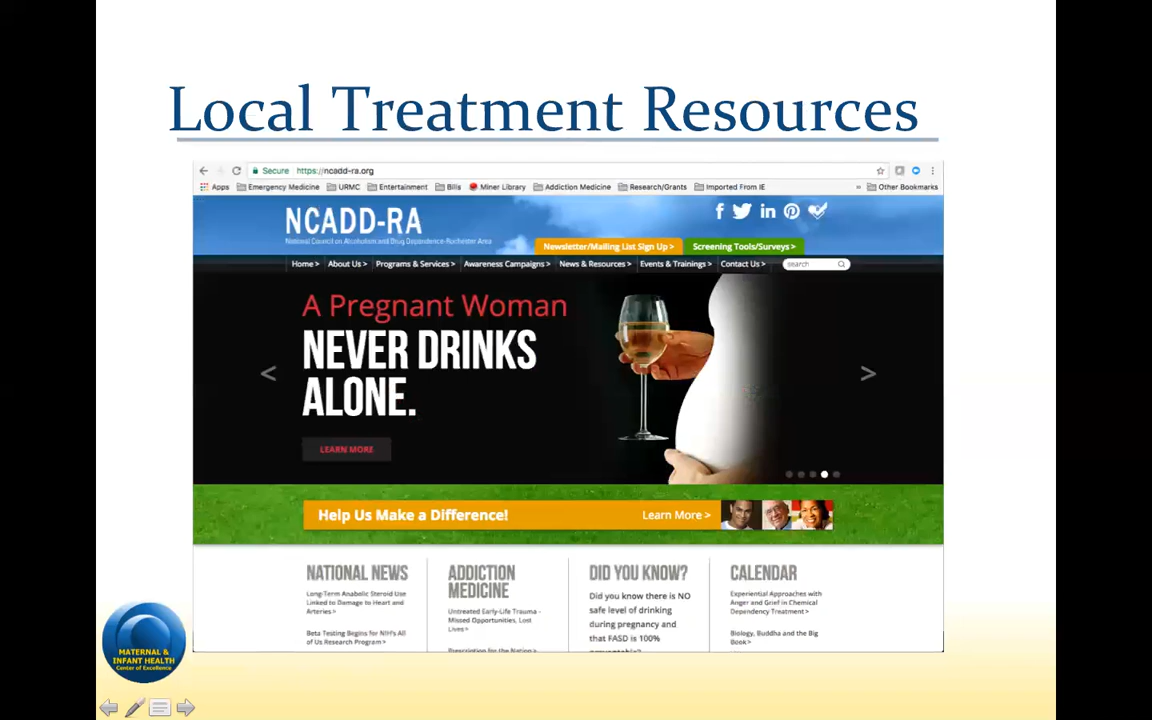 Local Treatment Resources
Secure https://ncadd-ra.org
Apps Emergency Medicine URMC Entertainment Bills Miner Library Addiction Medicine Research/Grants Imported From IE » Other Bookmarks
NCADD-RA
National Council on Alcoholism and Drug Dependence-Rochester Area
Newsletter/Mailing List Sign Up > Screening Tools/Surveys >
Home > About Us > Programs & Services > Awareness Campaigns > News & Resources > Events & Trainings > Contact Us > search
A Pregnant Woman
NEVER DRINKS
ALONE.
< >
LEARN MORE
Help Us Make a Difference! Learn More >
NATIONAL NEWS
Long-Term Anabolic Steroid Use
Linked to Damage to Heart and
Arteries >
Beta Testing Begins for NIH's All
of Us Research Program >
ADDICTION
MEDICINE
Untreated Early-Life Trauma -
Missed Opportunities, Lost
Lives >
Prescription for the Nation's
DID YOU KNOW?
Did you know there is NO
safe level of drinking
during pregnancy and
that FASD is 100%
CALENDAR
Experiential Approaches with
Anger and Grief in Chemical
Dependency Treatment >
Biology, Buddha and the Big
Book >
MATERNAL &
INFANT HEALTH
Center of Excellence